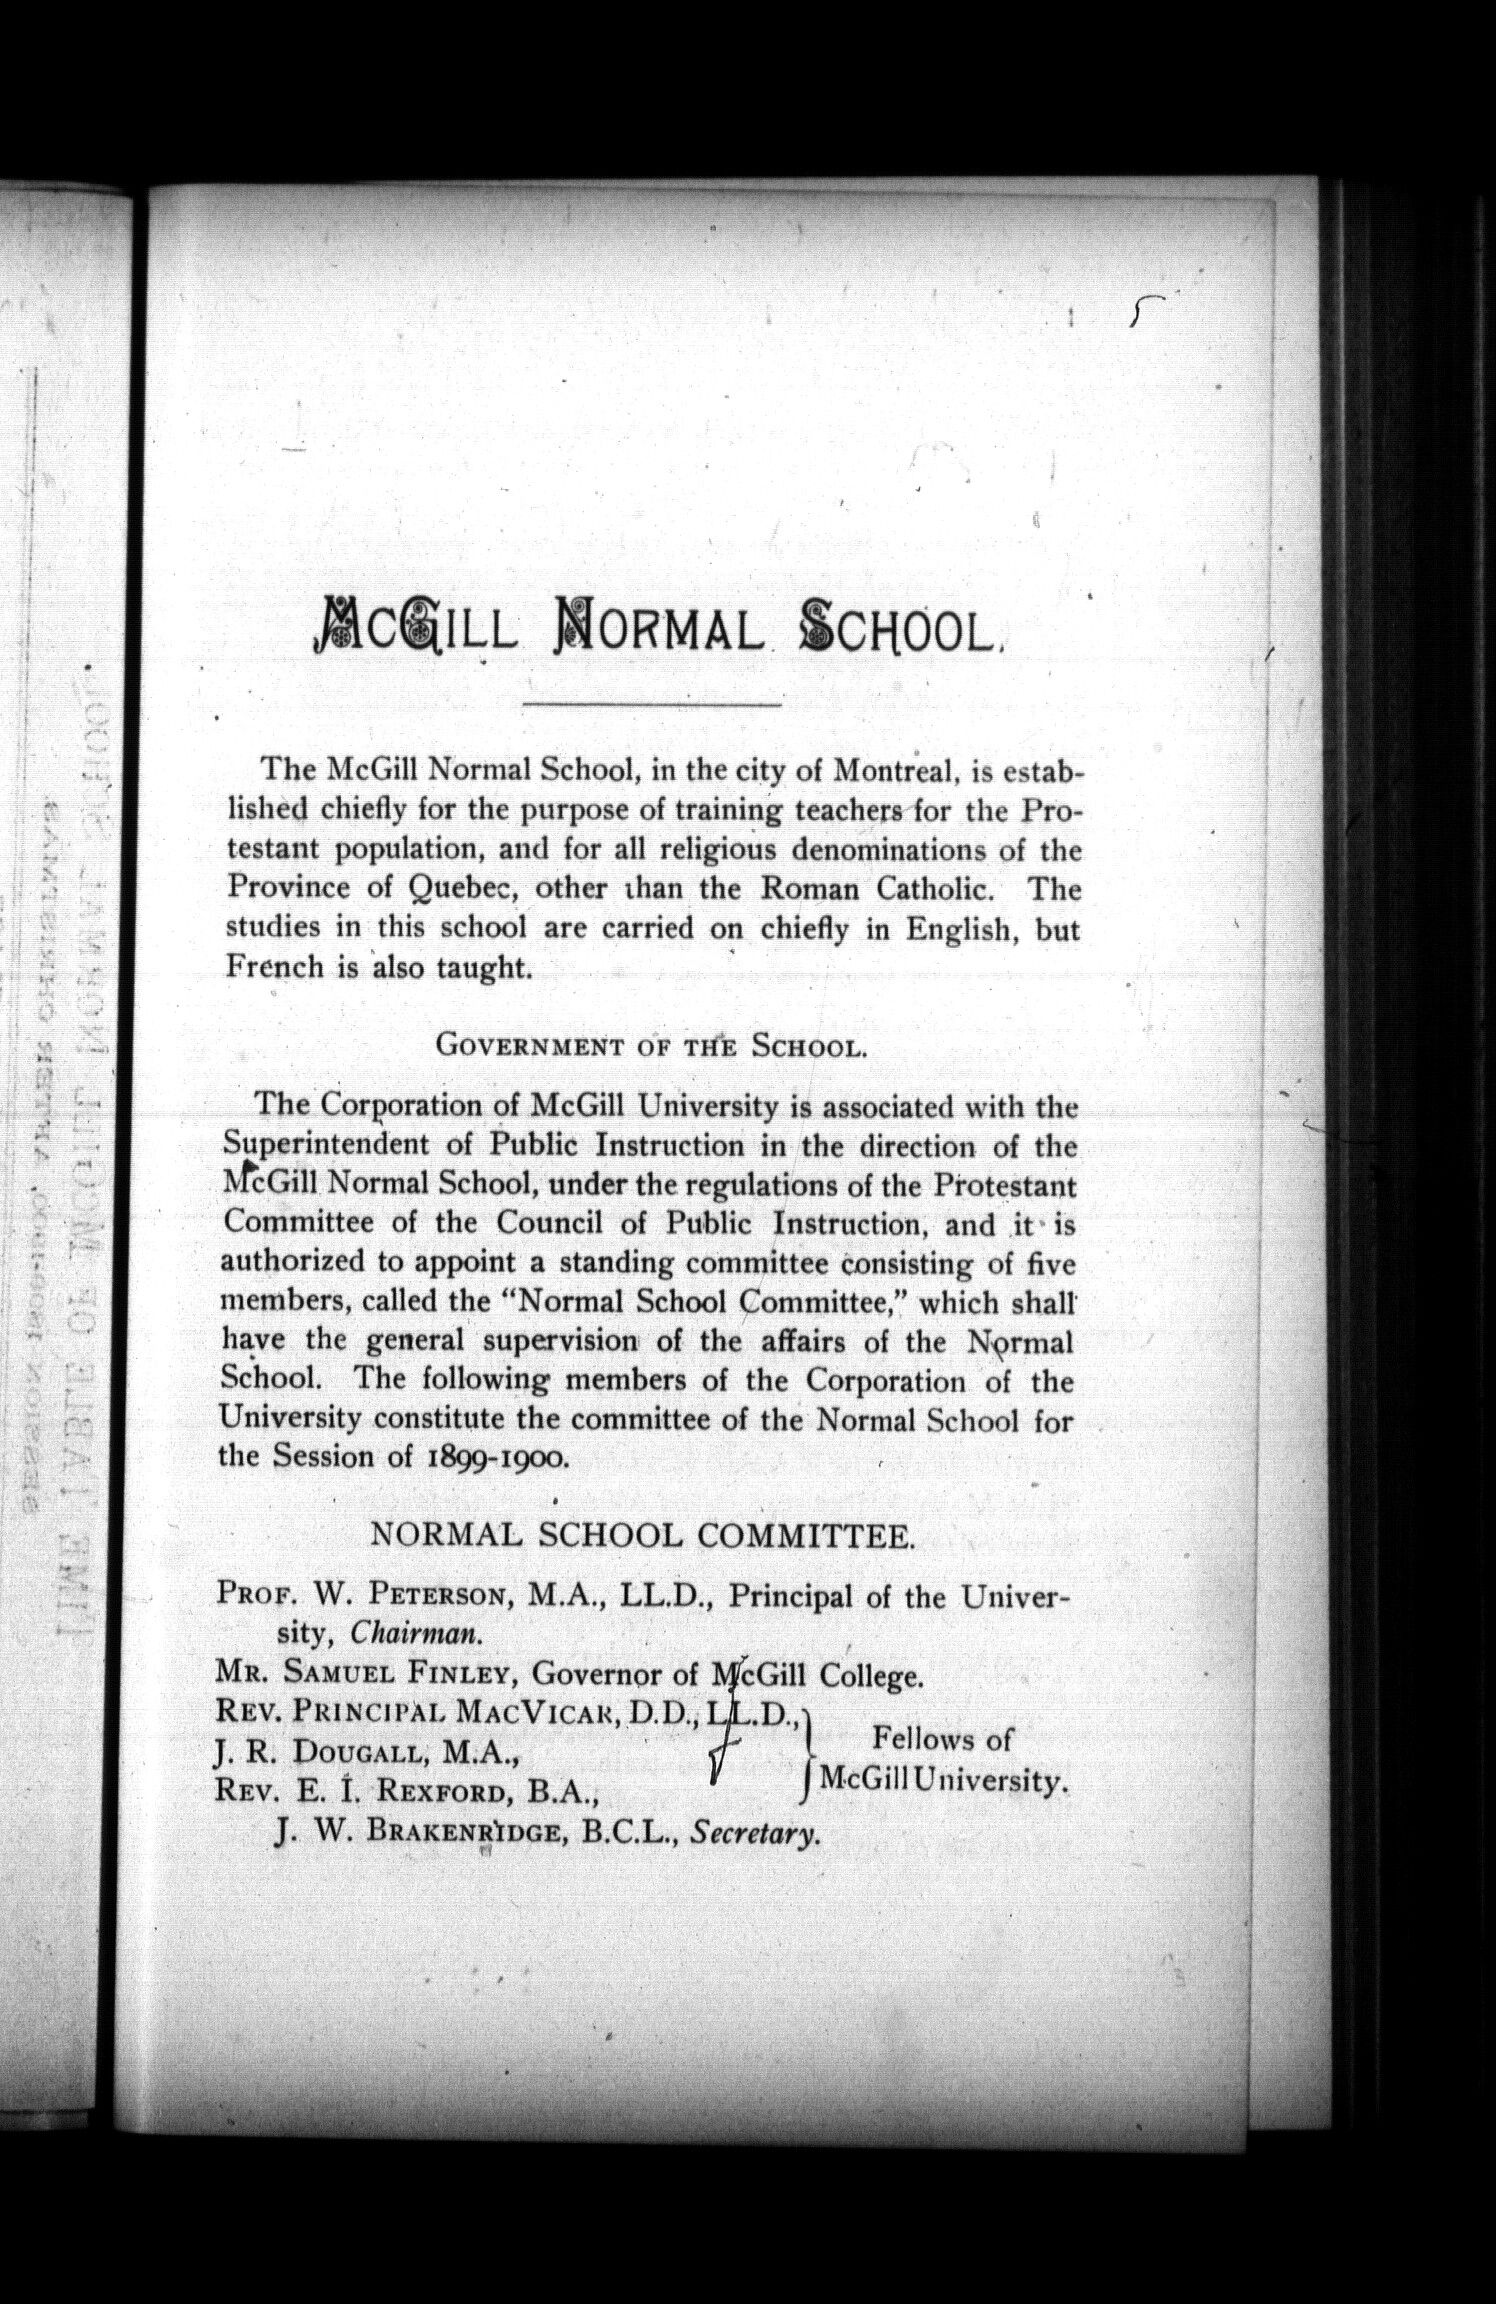 McGill Normal School.
The McGill Normal School, in the city of Montreal, is estab-
lished chiefly for the purpose of training teachers for the Pro-
testant population, and for all religious denominations of the
Province of Quebec, other than the Roman Catholic. The
studies in this school are carried on chiefly in English, but
French is also taught.
Government of the School.
The Corporation of McGill University is associated with the
Superintendent of Public Instruction in the direction of the
McGill Normal School, under the regulations of the Protestant
Committee of the Council of Public Instruction, and it is
authorized to appoint a standing committee consisting of five
members, called the “Normal School Committee,” which shall
have the general supervision of the affairs of the Normal
School. The following members of the Corporation of the
University constitute the committee of the Normal School for
the Session of 1899-1900.
NORMAL SCHOOL COMMITTEE.
Prof. W. Peterson, M.A., LL.D., Principal of the Univer-
sity, Chairman.
Mr. Samuel Finley, Governor of McGill College.
Rev. Principal MacVicar, D.D., LL.D.,
J. R. Dougall, M.A.,
Rev. E. I. Rexford, B.A.,
Fellows of
McGill University.
J. W. Brakenridge, B.C.L., Secretary.